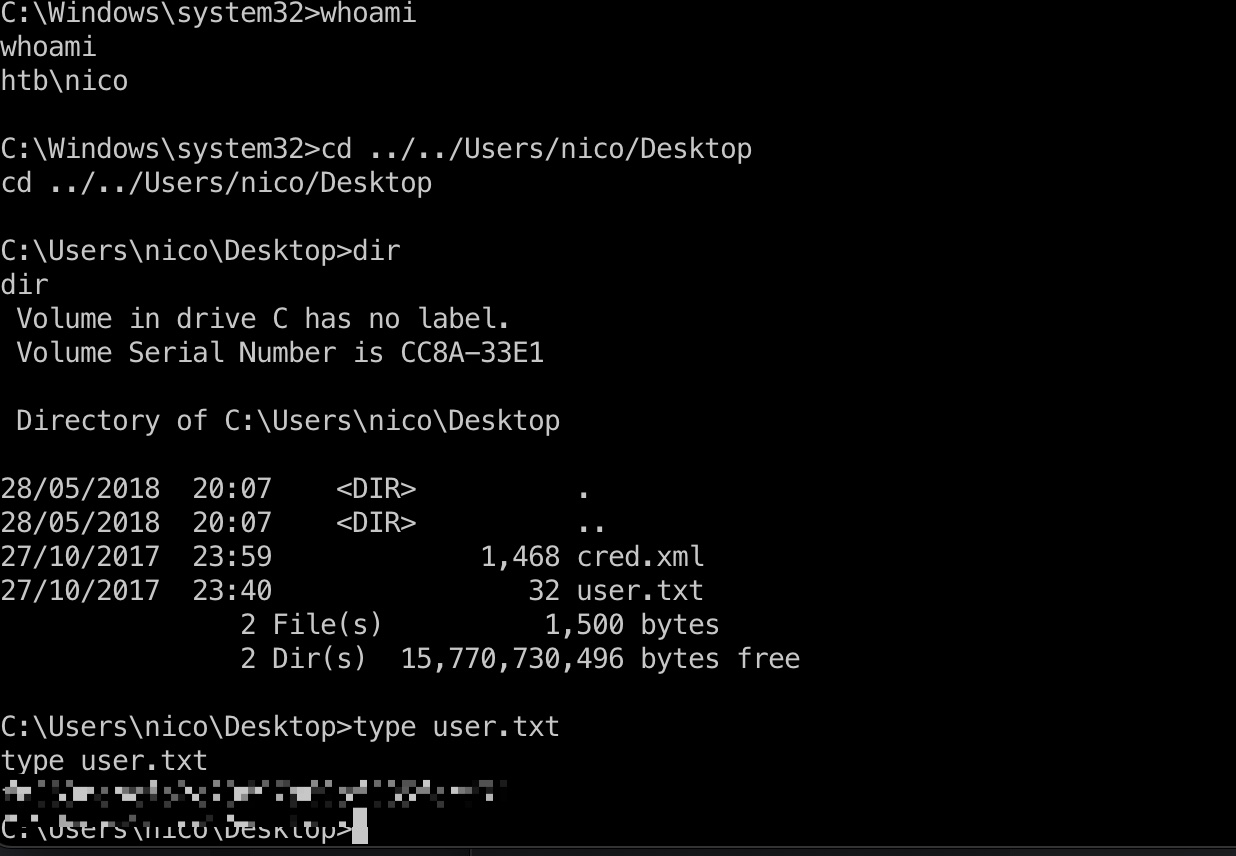 C:\Windows\system32>whoami
whoami
htb\nico
C:\Windows\system32>cd ../../Users/nico/Desktop
cd ../../Users/nico/Desktop
C:\Users\nico\Desktop>dir
dir
 Volume in drive C has no label.
 Volume Serial Number is CC8A-33E1
 Directory of C:\Users\nico\Desktop
28/05/2018  20:07    <DIR>          .
28/05/2018  20:07    <DIR>          ..
27/10/2017  23:59             1,468 cred.xml
27/10/2017  23:40                32 user.txt
               2 File(s)          1,500 bytes
               2 Dir(s)  15,770,730,496 bytes free
C:\Users\nico\Desktop>type user.txt
type user.txt
C:\Users\nico\Desktop>